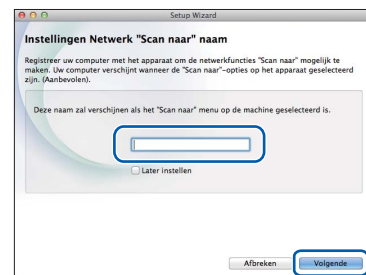 Setup Wizard
Instellingen Netwerk "Scan naar" naam
Registreer uw computer met het apparaat om de netwerkfuncties "Scan naar" mogelijk te
maken. Uw computer verschijnt wanneer de "Scan naar"-opties op het apparaat geselecteerd
zijn. (Aanbevolen).
Deze naam zal verschijnen als het "Scan naar" menu op de machine geselecteerd is.
Later instellen
Afbreken
Volgende